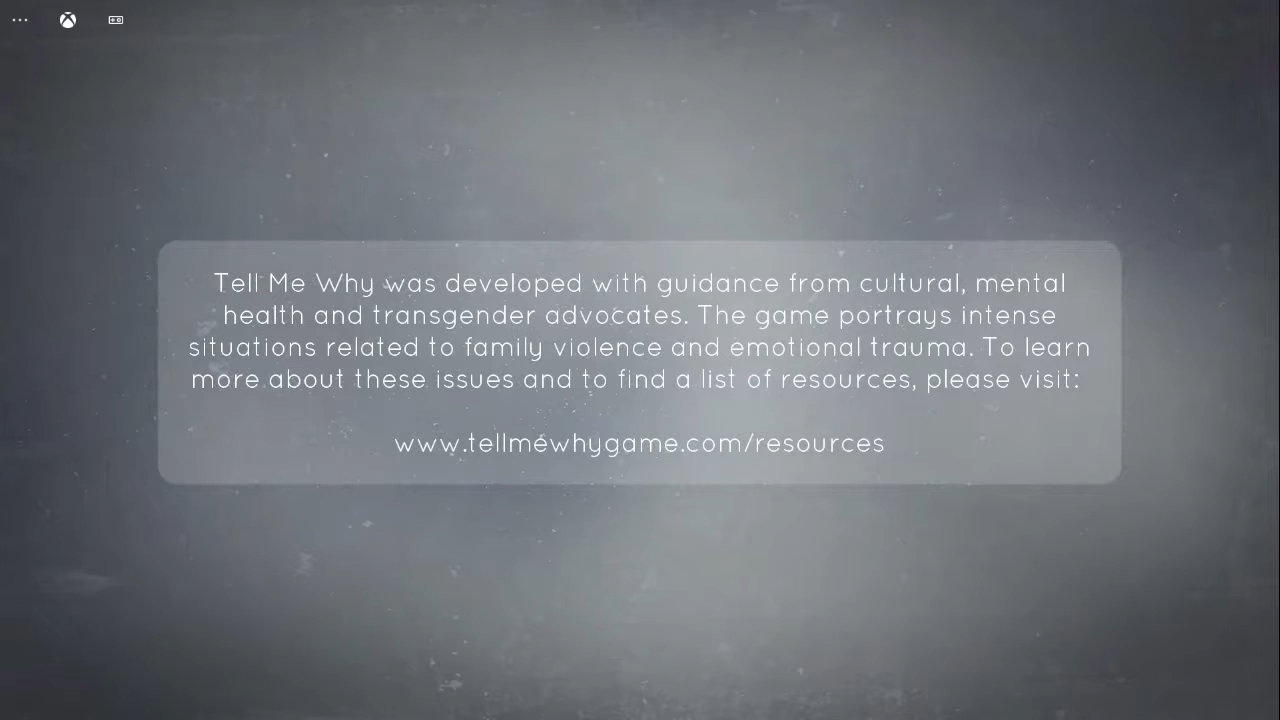 Tell Me Why was developed with guidance from cultural, mental
health and transgender advocates. The game portrays intense
situations related to family violence and emotional trauma. To learn
more about these issues and to find a list of resources, please visit:
www.tellmewhygame.com/resources